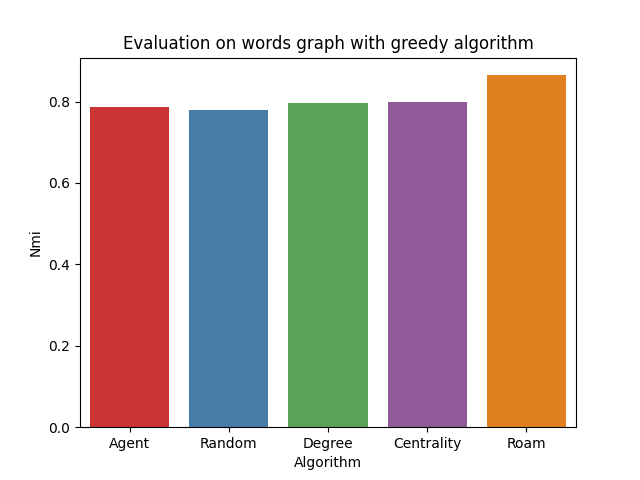 Evaluation on words graph with greedy algorithm
Nmi
0.8
0.6
0.4
0.2
0.0
Agent Random Degree Centrality Roam
Algorithm